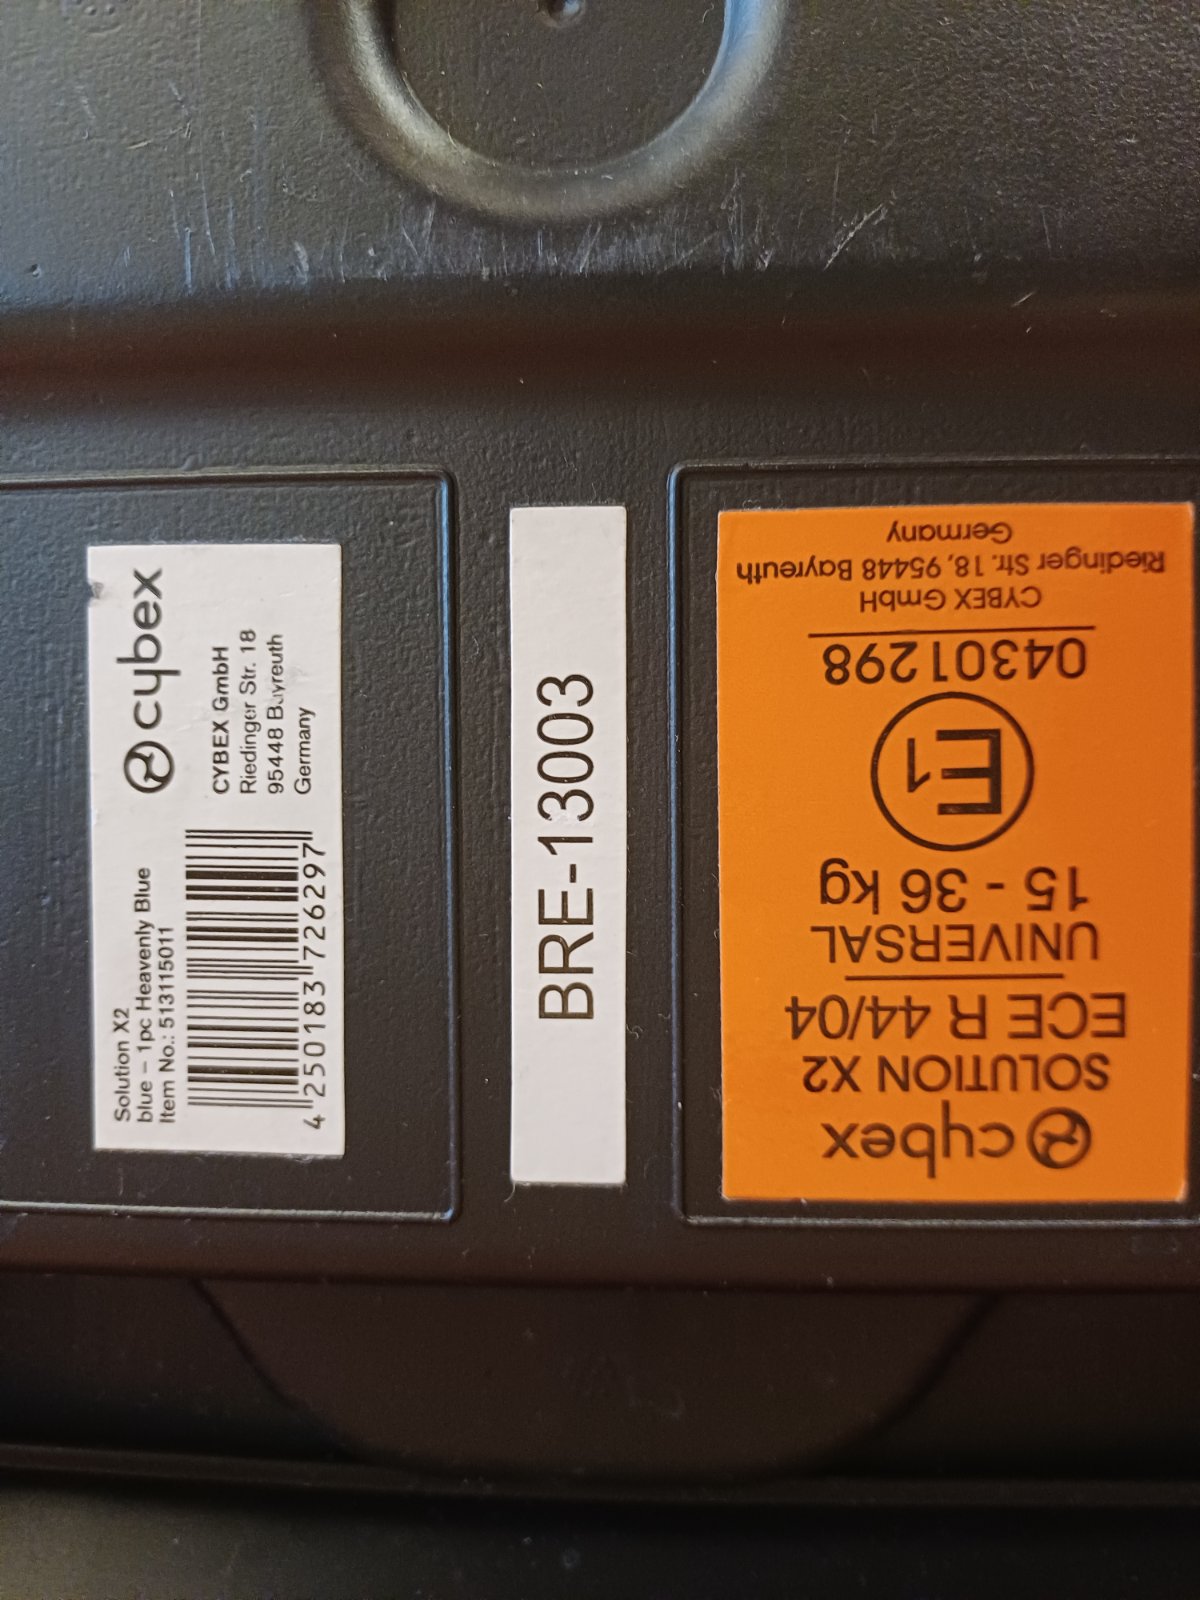 cybex
CYBEX GmbH
Riedinger Str. 18
95448 Bayreuth
Germany
Solution X2
blue – 1pc Heavenly Blue
Item No.: 513115011
4 250183 726297
BRE-13003
cybex
SOLUTION X2
ECE R 44/04
UNIVERSAL
15 - 36 kg
E1
04301298
CYBEX GmbH
Riedinger Str. 18, 95448 Bayreuth
Germany